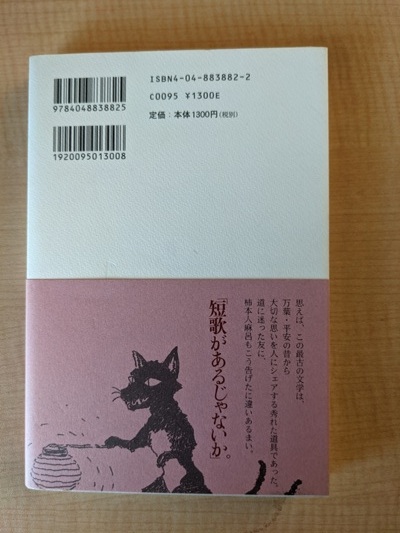 ISBN4-04-883882-2
C0095 ¥1300E
定価：本体1300円(税別)
9784048838825
1920095013008
思えば、この最古の文学は、
万葉・平安の昔から
大切な思いを人にシェアする秀れた道具であった。
道に迷った友に、
柿本人麻呂もこう告げたに違いあるまい、
「短歌があるじゃないか。」